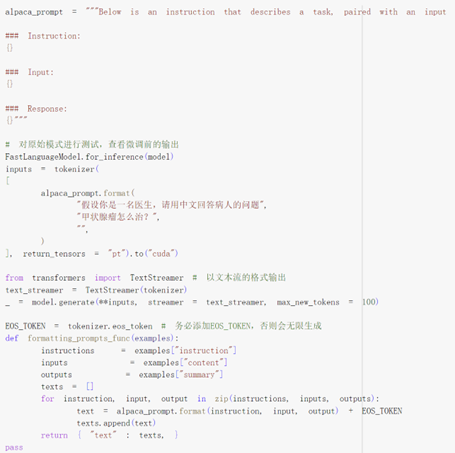 alpaca_prompt = """Below is an instruction that describes a task, paired with an input
### Instruction:
{}
### Input:
{}
### Response:
{}"""
# 对原始模式进行测试，查看微调前的输出
FastLanguageModel.for_inference(model)
inputs = tokenizer(
[
alpaca_prompt.format(
"假设你是一名医生，请用中文回答病人的问题",
"甲状腺瘤怎么治？",
"",
)
], return_tensors = "pt").to("cuda")
from transformers import TextStreamer # 以文本流的格式输出
text_streamer = TextStreamer(tokenizer)
_ = model.generate(**inputs, streamer = text_streamer, max_new_tokens = 100)
EOS_TOKEN = tokenizer.eos_token # 务必添加EOS_TOKEN，否则会无限生成
def formatting_prompts_func(examples):
instructions = examples["instruction"]
inputs = examples["content"]
outputs = examples["summary"]
texts = []
for instruction, input, output in zip(instructions, inputs, outputs):
text = alpaca_prompt.format(instruction, input, output) + EOS_TOKEN
texts.append(text)
return { "text" : texts, }
pass